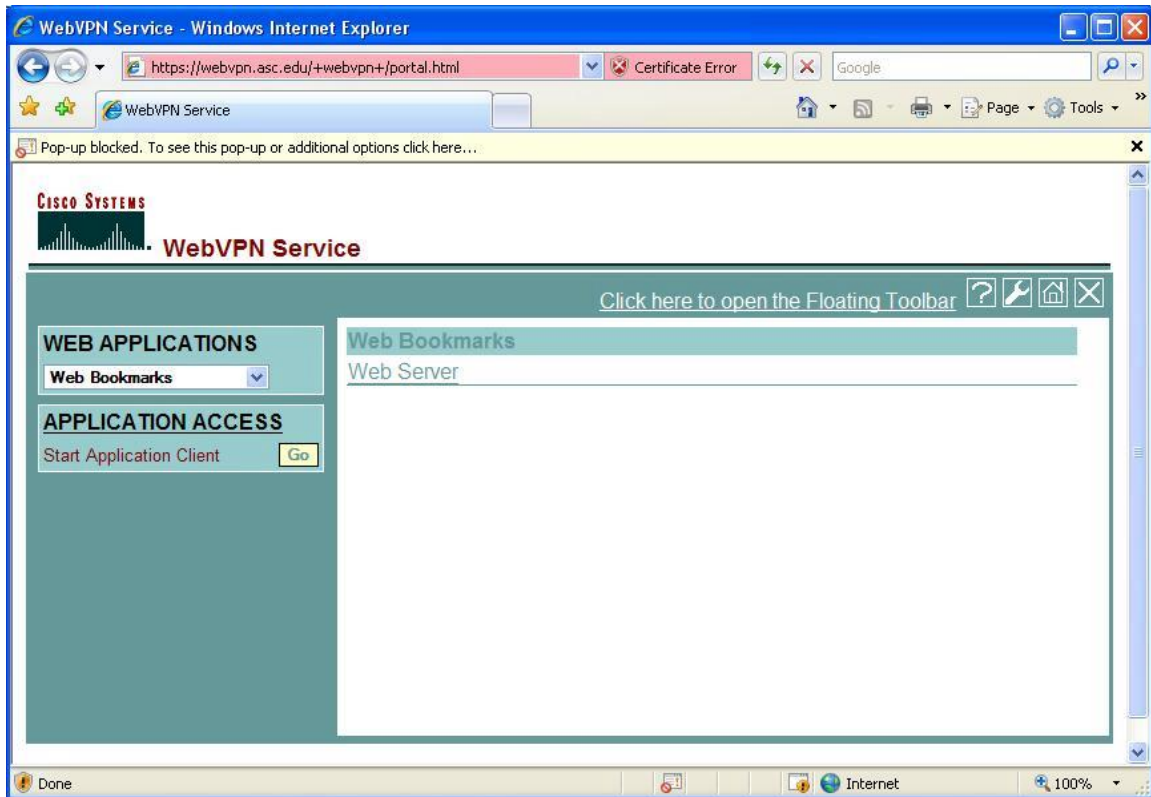 WebVPN Service - Windows Internet Explorer
https://webvpn.asc.edu/+webvpn+/portal.html
Certificate Error
Google
WebVPN Service
Page
Tools
Pop-up blocked. To see this pop-up or additional options click here...
CISCO SYSTEMS
WebVPN Service
Click here to open the Floating Toolbar
WEB APPLICATIONS
Web Bookmarks
APPLICATION ACCESS
Start Application Client
Go
Web Bookmarks
Web Server
Done
Internet
100%